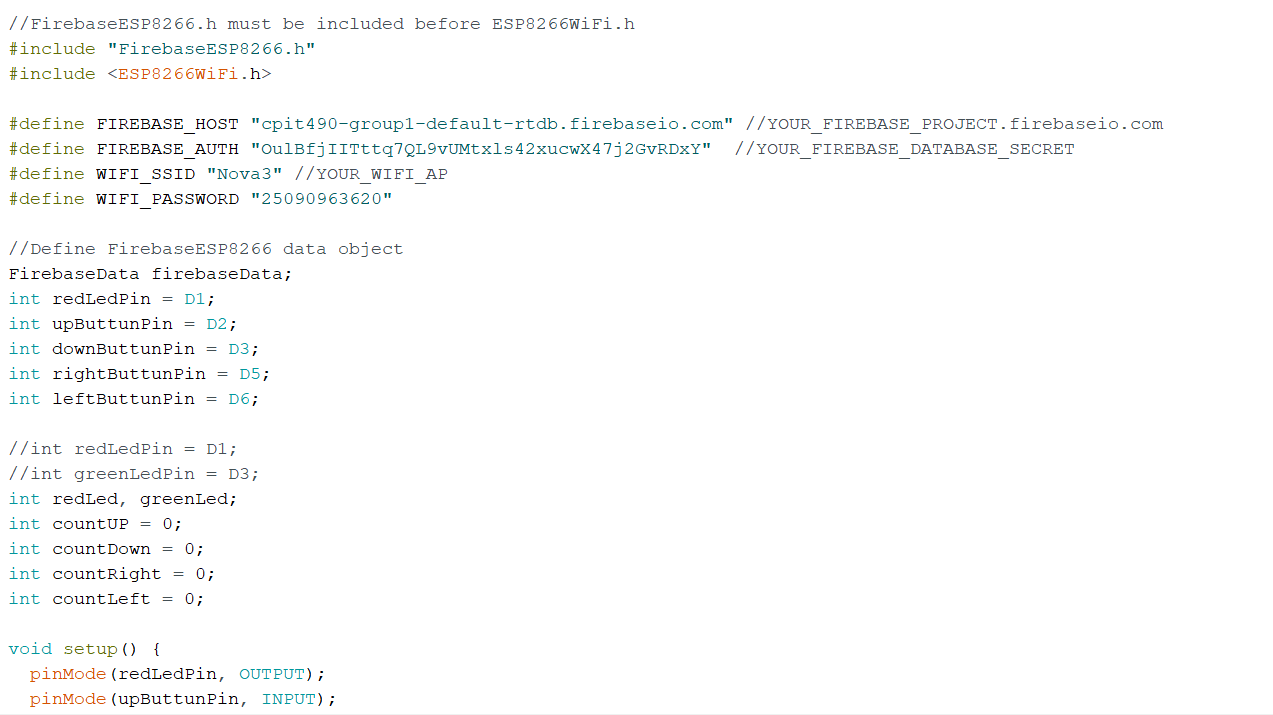 //FirebaseESP8266.h must be included before ESP8266WiFi.h
#include "FirebaseESP8266.h"
#include <ESP8266WiFi.h>
#define FIREBASE_HOST "cpit490-group1-default-rtdb.firebaseio.com" //YOUR_FIREBASE_PROJECT.firebaseio.com
#define FIREBASE_AUTH "OulBfjIITttq7QL9vUMtxls42xucwX47j2GvRDxY"  //YOUR_FIREBASE_DATABASE_SECRET
#define WIFI_SSID "Nova3" //YOUR_WIFI_AP
#define WIFI_PASSWORD "25090963620"
//Define FirebaseESP8266 data object
FirebaseData firebaseData;
int redLedPin = D1;
int upButtunPin = D2;
int downButtunPin = D3;
int rightButtunPin = D5;
int leftButtunPin = D6;
//int redLedPin = D1;
//int greenLedPin = D3;
int redLed, greenLed;
int countUP = 0;
int countDown = 0;
int countRight = 0;
int countLeft = 0;
void setup() {
  pinMode(redLedPin, OUTPUT);
  pinMode(upButtunPin, INPUT);